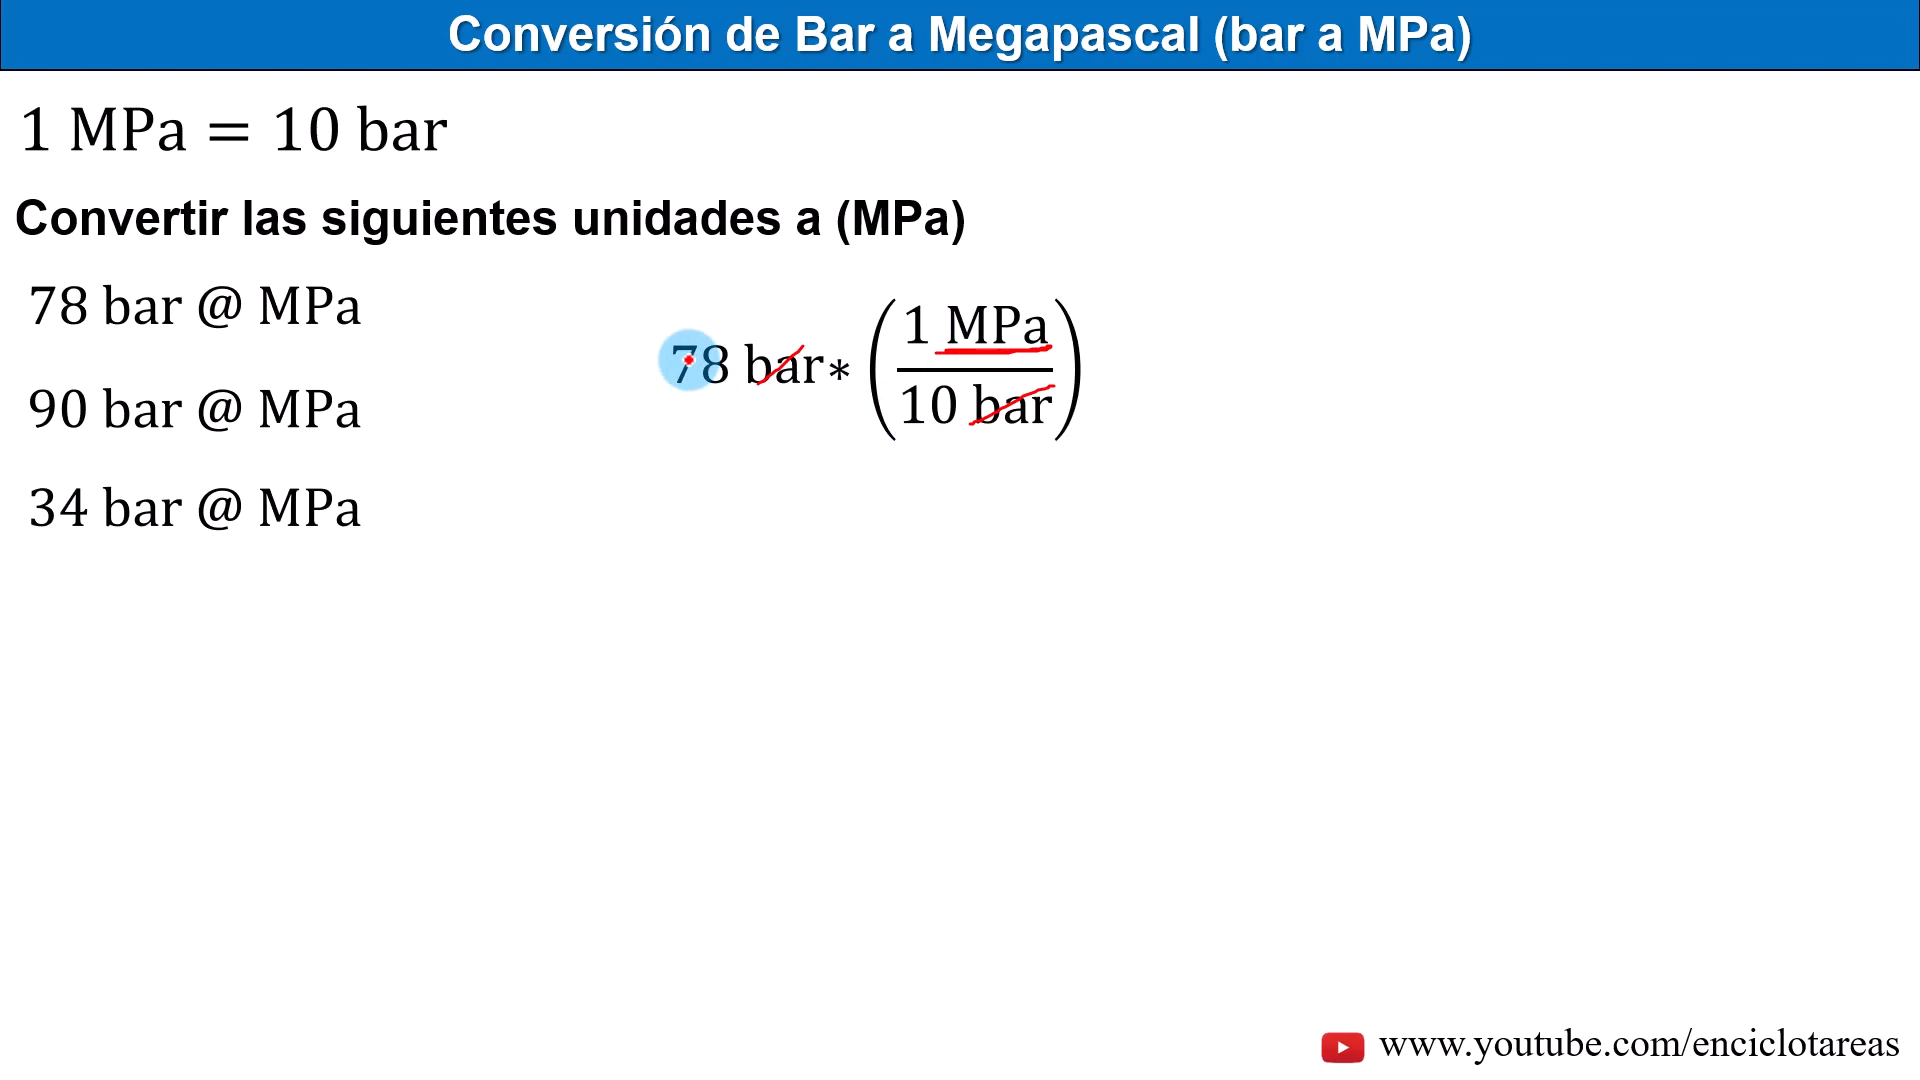 Conversión de Bar a Megapascal (bar a MPa)
1 MPa = 10 bar
Convertir las siguientes unidades a (MPa)
78 bar @ MPa
90 bar @ MPa
34 bar @ MPa
78 bar * (1 MPa / 10 bar)
www.youtube.com/enciclotareas